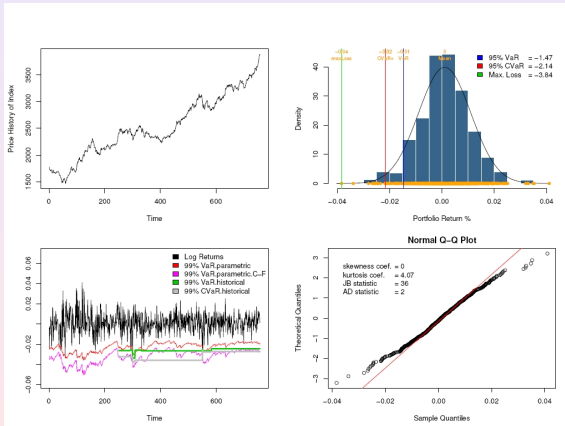 Price History of Index
1500
2000
2500
3000
3500
0
200
400
600
Time
−0.04
max.Loss
−0.02
CVaR
−0.01
VaR
0
Mean
95% VaR = −1.47
95% CVaR = −2.14
Max. Loss = −3.84
Density
0
10
20
30
40
−0.04
−0.02
0.00
0.02
0.04
Portfolio Return %
Log Returns
99% VaR.parametric
99% VaR.parametric.C−F
99% VaR.historical
99% CVaR.historical
−0.06
−0.02
0.02
0.04
0.06
0
200
400
600
Time
Normal Q−Q Plot
skewness coef. = 0
kurtosis coef. = 4.07
JB statistic = 36
AD statistic = 2
Theoretical Quantiles
−3
−2
−1
0
1
2
3
−0.04
−0.02
0.00
0.02
0.04
Sample Quantiles